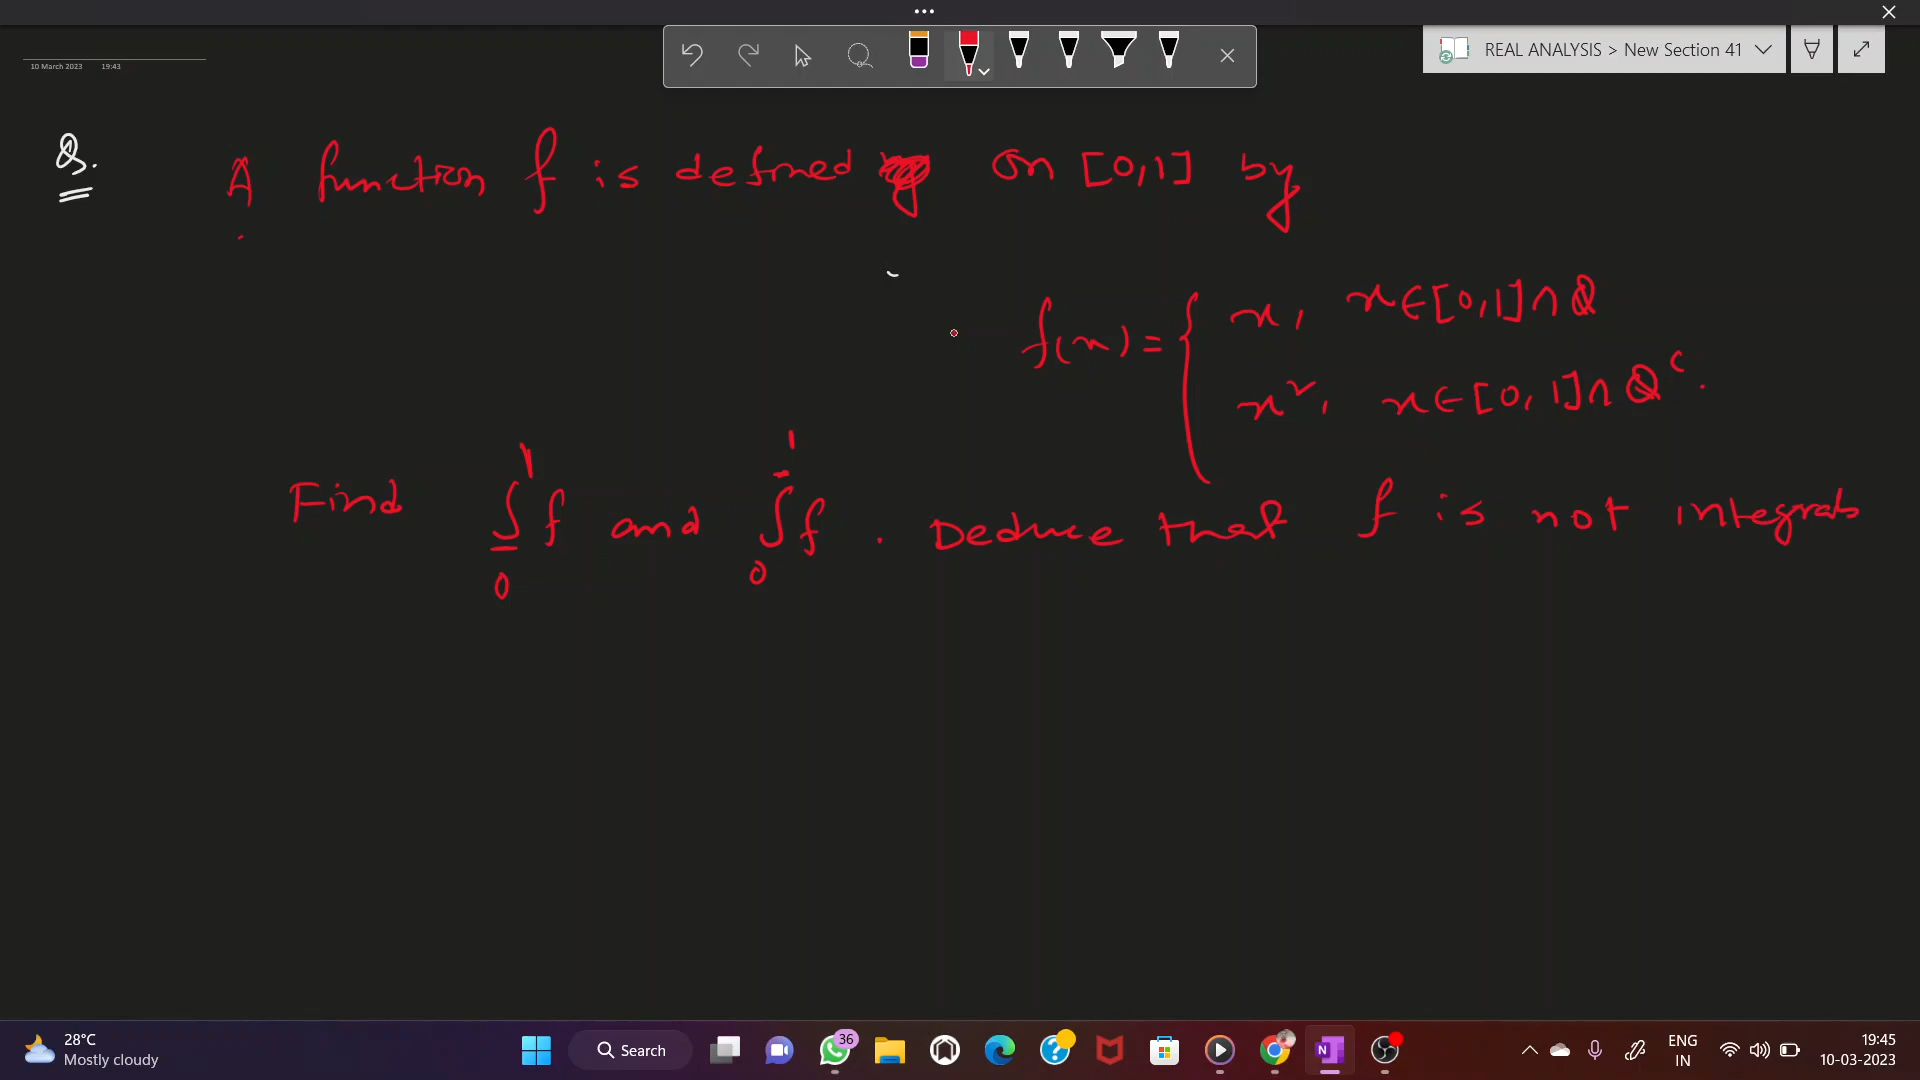 REAL ANALYSIS > New Section 41
10 March 2023 19:43
Q.
A function f is defined on [0,1] by
f(x) = { x, x∈[0,1]∩Q
x², x∈[0,1]∩Qᶜ.
Find ∫̲₀¹ f and ∫̄₀¹ f. Deduce that f is not integrab
28°C
Mostly cloudy
Search
36
ENG
IN
19:45
10-03-2023